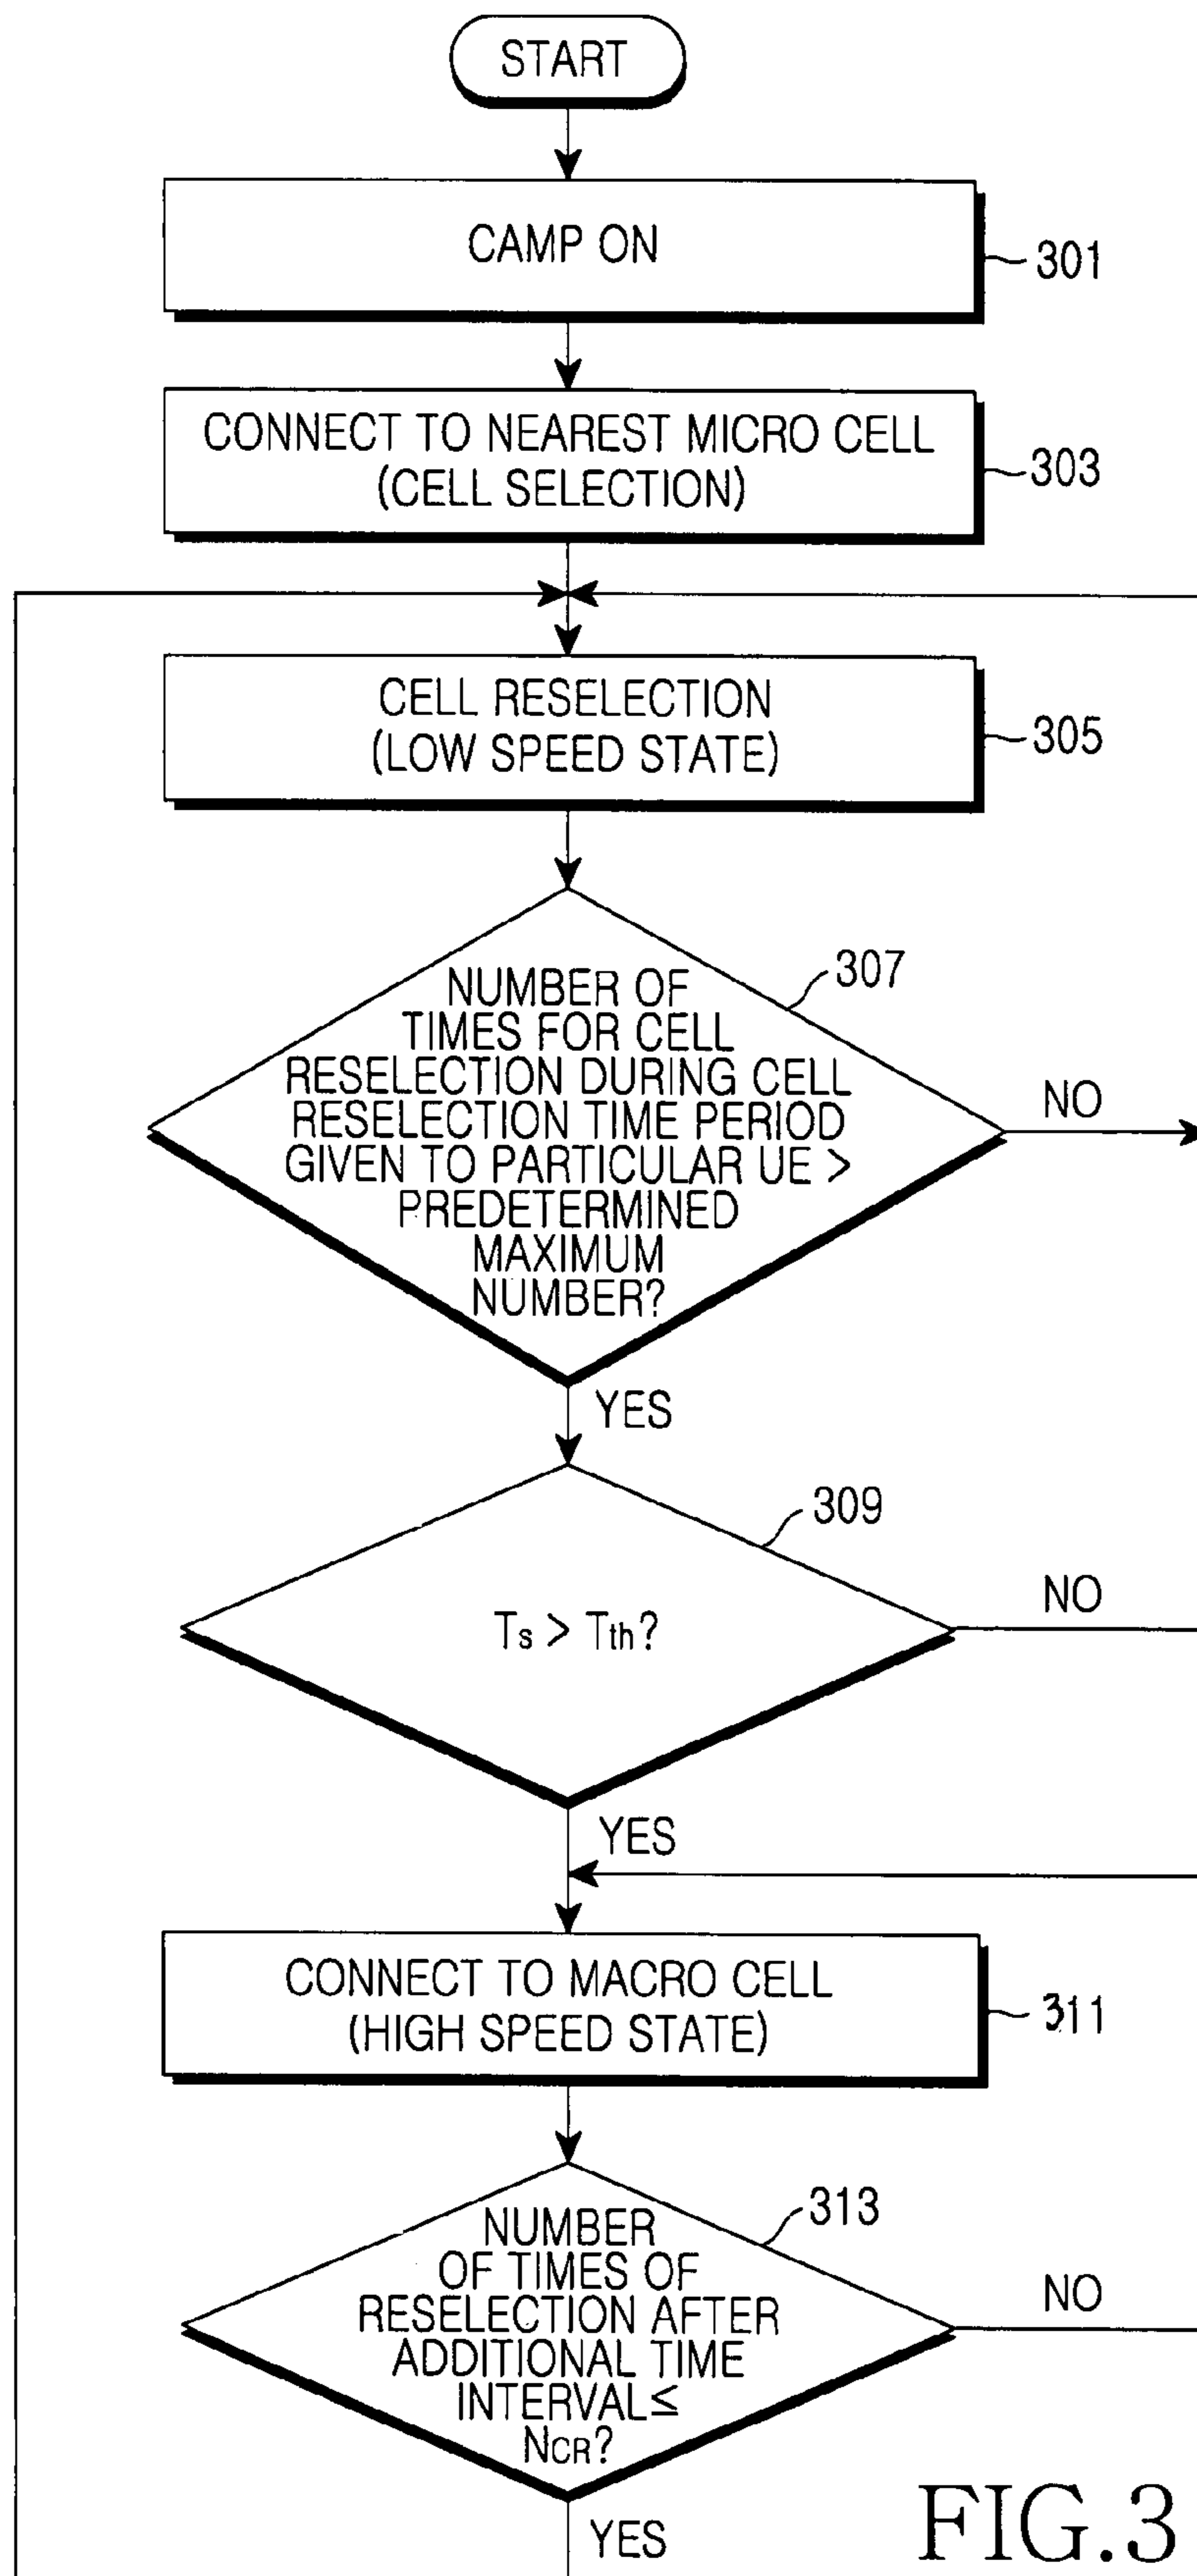 START
CAMP ON
301
CONNECT TO NEAREST MICRO CELL
(CELL SELECTION)
303
CELL RESELECTION
(LOW SPEED STATE)
305
307
NUMBER OF
TIMES FOR CELL
RESELECTION DURING CELL
RESELECTION TIME PERIOD
GIVEN TO PARTICULAR UE >
PREDETERMINED
MAXIMUM
NUMBER?
NO
YES
309
Ts > Tth?
NO
YES
CONNECT TO MACRO CELL
(HIGH SPEED STATE)
311
313
NUMBER
OF TIMES OF
RESELECTION AFTER
ADDITIONAL TIME
INTERVAL≤
NCR?
NO
YES
FIG.3